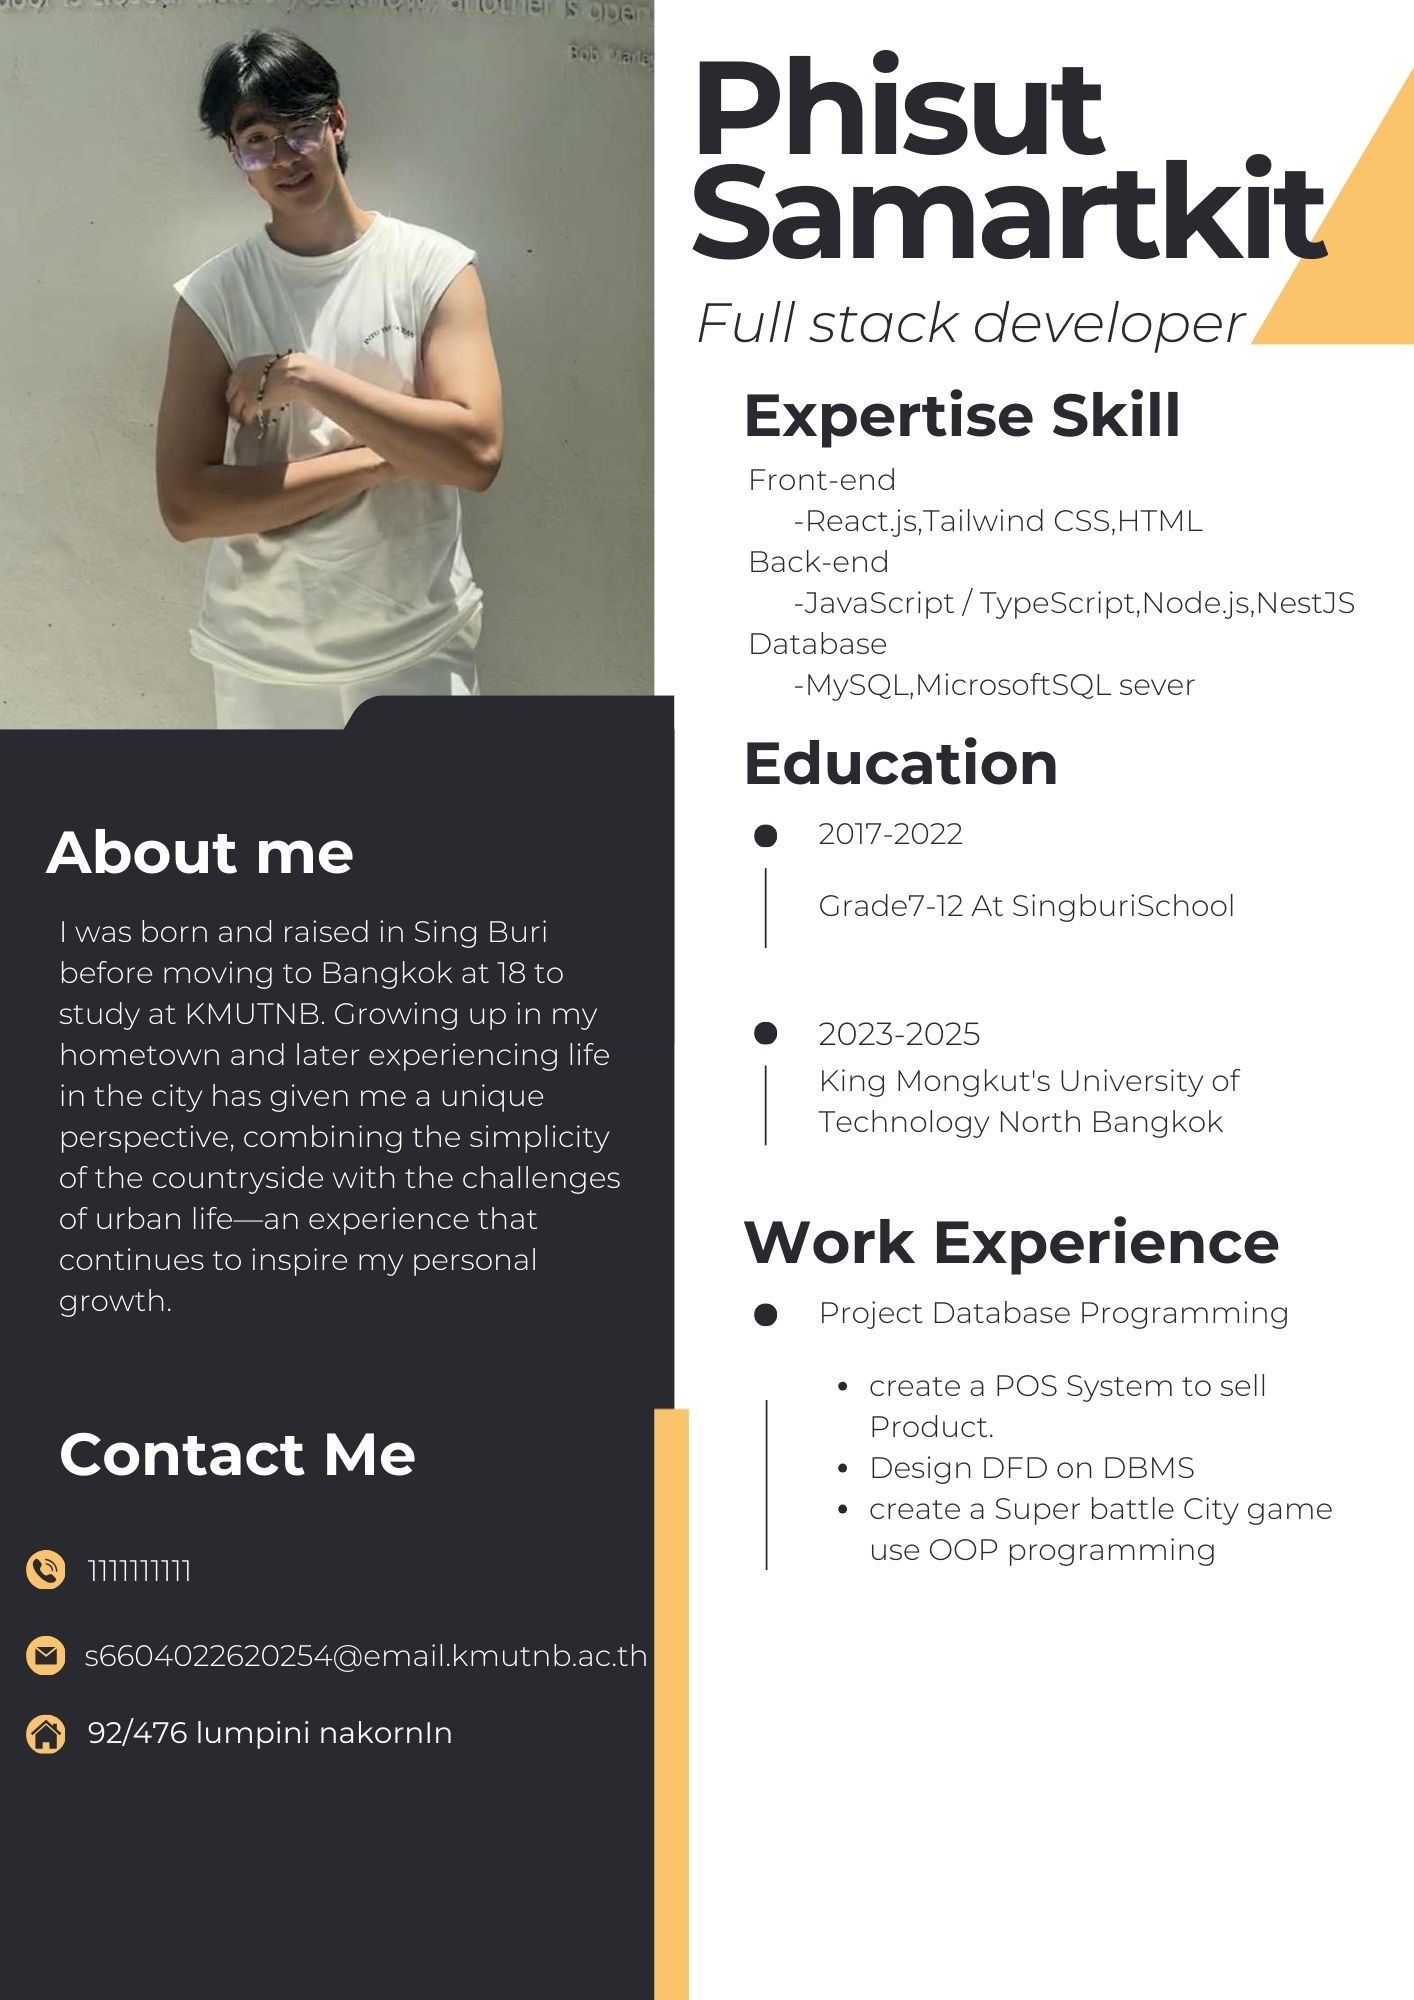 another is open
Bob Marley
Phisut
Samartkit
Full stack developer
Expertise Skill
Front-end
-React.js,Tailwind CSS,HTML
Back-end
-JavaScript / TypeScript,Node.js,NestJS
Database
-MySQL,MicrosoftSQL sever
Education
2017-2022
Grade7-12 At SingburiSchool
2023-2025
King Mongkut's University of
Technology North Bangkok
Work Experience
Project Database Programming
• create a POS System to sell
Product.
• Design DFD on DBMS
• create a Super battle City game
use OOP programming
About me
I was born and raised in Sing Buri
before moving to Bangkok at 18 to
study at KMUTNB. Growing up in my
hometown and later experiencing life
in the city has given me a unique
perspective, combining the simplicity
of the countryside with the challenges
of urban life—an experience that
continues to inspire my personal
growth.
Contact Me
1111111111
s6604022620254@email.kmutnb.ac.th
92/476 lumpini nakornIn